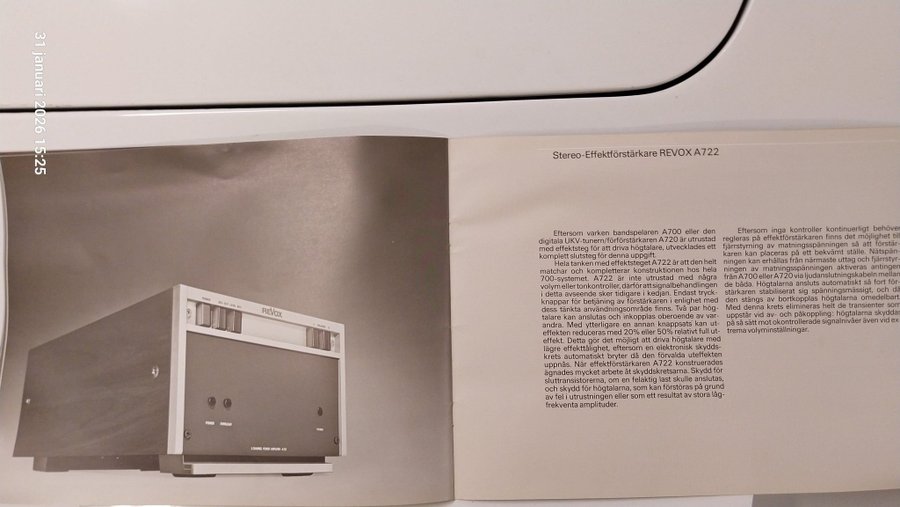 31 januari 2026 15:25
REVOX
Stereo-Effektförstärkare REVOX A722
Eftersom varken bandspelaren A700 eller den
digitala UKV-tunern/förförstärkaren A720 är utrustad
med effektsteg för att driva högtalare, utvecklades ett
komplett slutsteg för denna uppgift.
Hela tanken med effektsteget A722 är att den helt
matchar och kompletterar konstruktionen hos hela
700-systemet. A722 är inte utrustad med några
volym eller tonkontroller, därför att signalbehandlingen
i detta avseende sker tidigare i kedjan. Endast tryck-
knappar för betjäning av förstärkaren i enlighet med
dess tänkta användningsområde finns. Två par hög-
talare kan anslutas och inkopplas oberoende av var-
andra. Med ytterligare en annan knappsats kan ut-
effekten reduceras med 20% eller 50% relativt full ut-
effekt. Detta gör det möjligt att driva högtalare med
lägre effekttålighet, eftersom en elektronisk skydds-
krets automatiskt bryter då den förvalda uteffekten
uppnås. När effektförstärkaren A722 konstruerades
ägnades mycket arbete åt skyddskretsarna. Skydd för
sluttransistorerna, om en felaktig last skulle anslutas,
och skydd för högtalarna, som kan förstöras på grund
av fel i utrustningen eller som ett resultat av stora låg-
frekventa amplituder.
Eftersom inga kontroller kontinuerligt behöver
regleras på effektförstärkaren finns det möjlighet till
fjärrstyrning av matningsspänningen så att förstär-
karen kan placeras på ett bekvämt ställe. Nätspän-
ningen kan erhållas från närmaste uttag och fjärrstyr-
ningen av matningsspänningen aktiveras antingen
från A700 eller A720 via ljudanslutningskabeln mellan
de båda. Högtalarna ansluts automatiskt så fort för-
stärkaren stabiliserat sig spänningsmässigt, och då
den stängs av bortkopplas högtalarna omedelbart.
Med denna krets elimineras helt de transienter som
uppstår vid av- och påkoppling; högtalarna skyddas
på så sätt mot okontrollerade signalnivåer även vid ex-
trema volyminställningar.